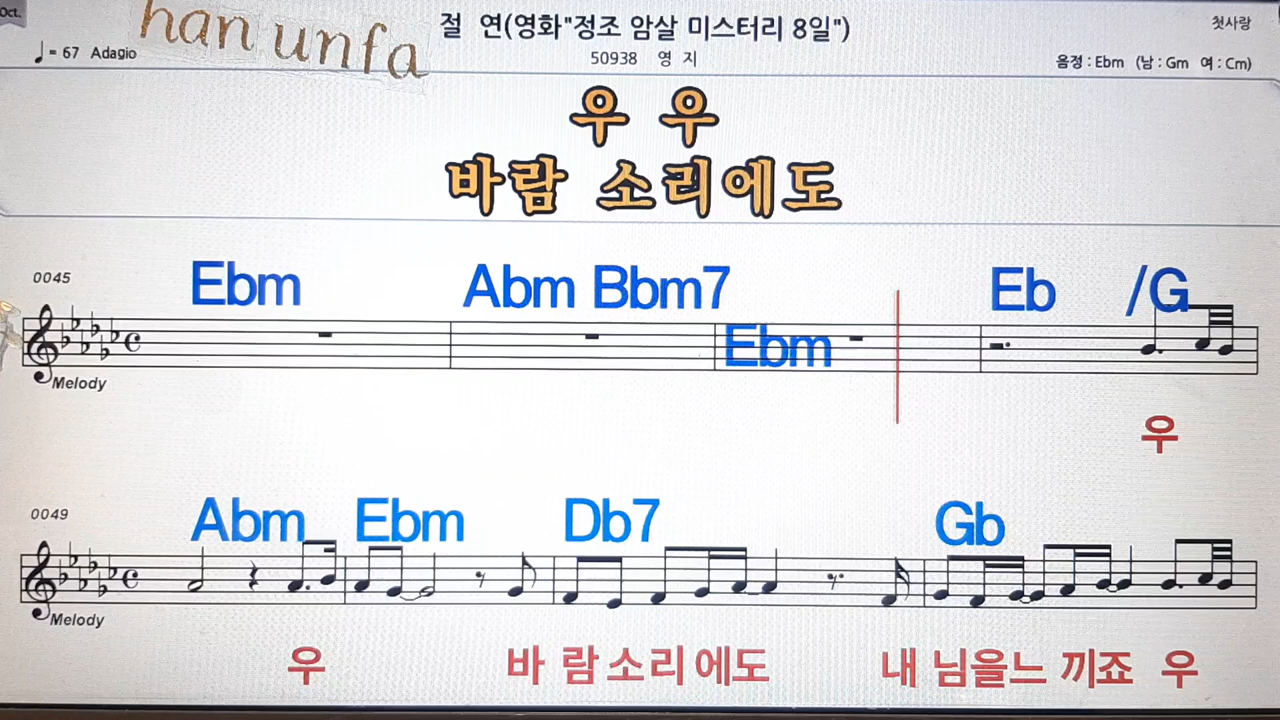 Oct.
han unfa
절 연(영화"정조 암살 미스터리 8일")
첫사랑
♩= 67 Adagio
50938 영 지
음정 : Ebm (남 : Gm 여 : Cm)
우 우
바람 소리에도
0045
Ebm Abm Bbm7 Ebm Eb /G
Melody
우
0049
Abm Ebm Db7 Gb
Melody
우 바 람 소 리 에 도 내 님을느 끼죠 우